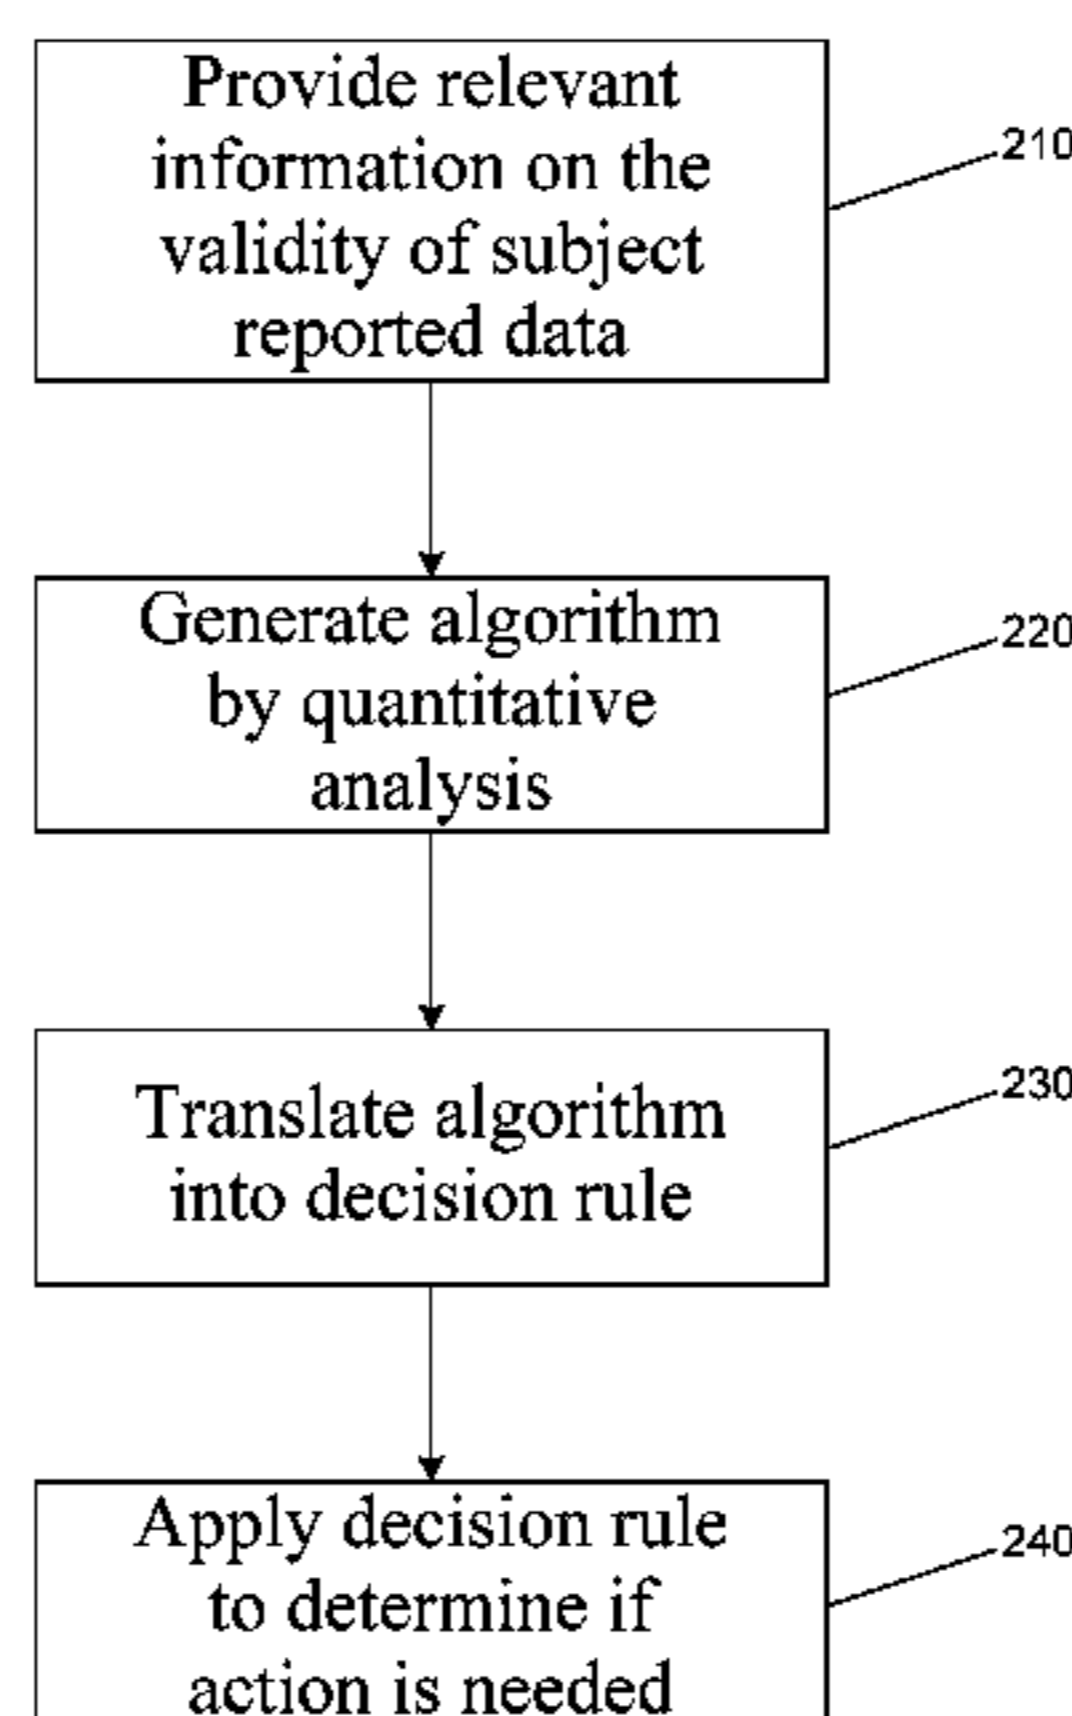 Provide relevant
information on the
validity of subject
reported data
210
Generate algorithm
by quantitative
analysis
220
Translate algorithm
into decision rule
230
Apply decision rule
to determine if
action is needed
240